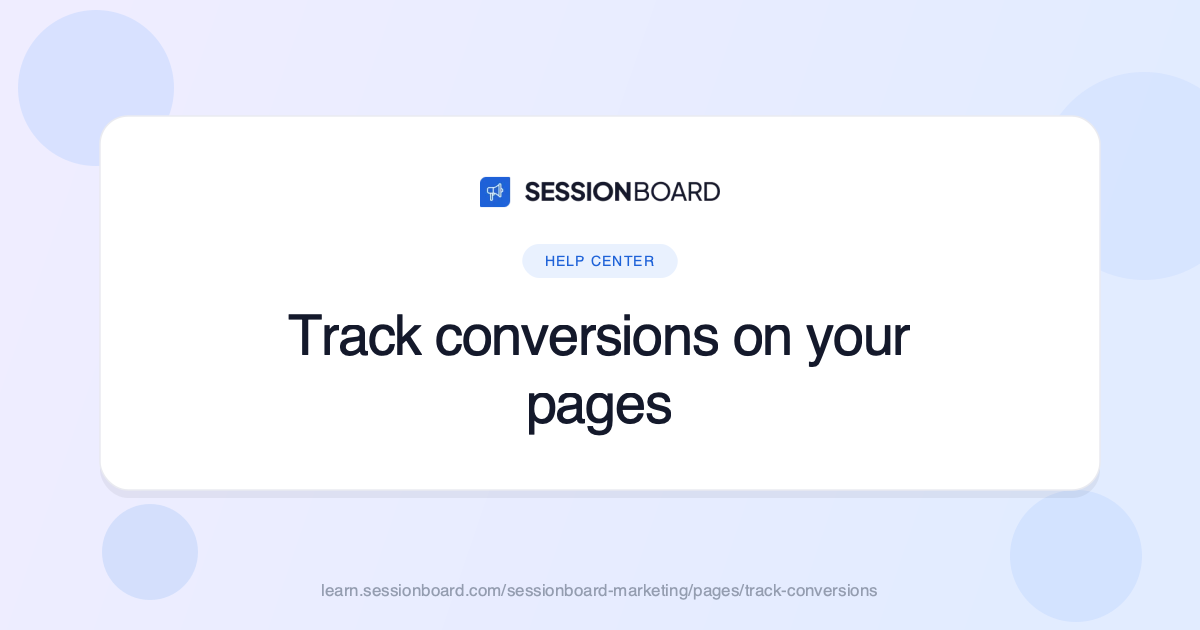 SESSIONBOARD
HELP CENTER
Track conversions on your
pages
learn.sessionboard.com/sessionboard-marketing/pages/track-conversions